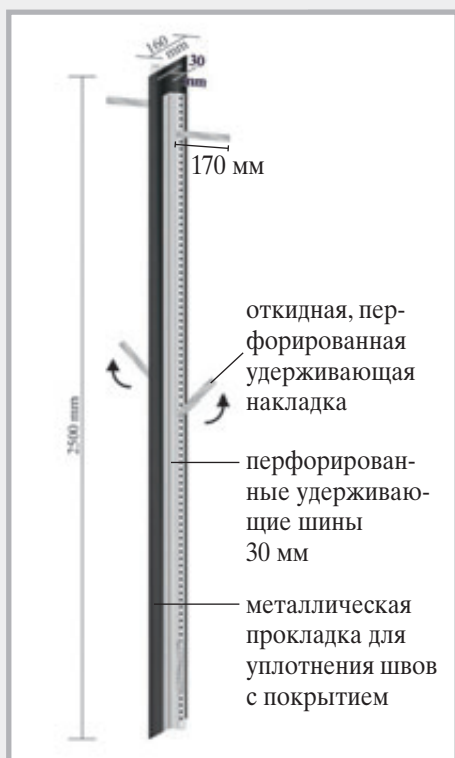 160
mm
30
mm
170 мм
откидная, пер-
форированная
удерживающая
накладка
2500 mm
перфорирован-
ные удерживаю-
щие шины
30 мм
металлическая
прокладка для
уплотнения швов
с покрытием